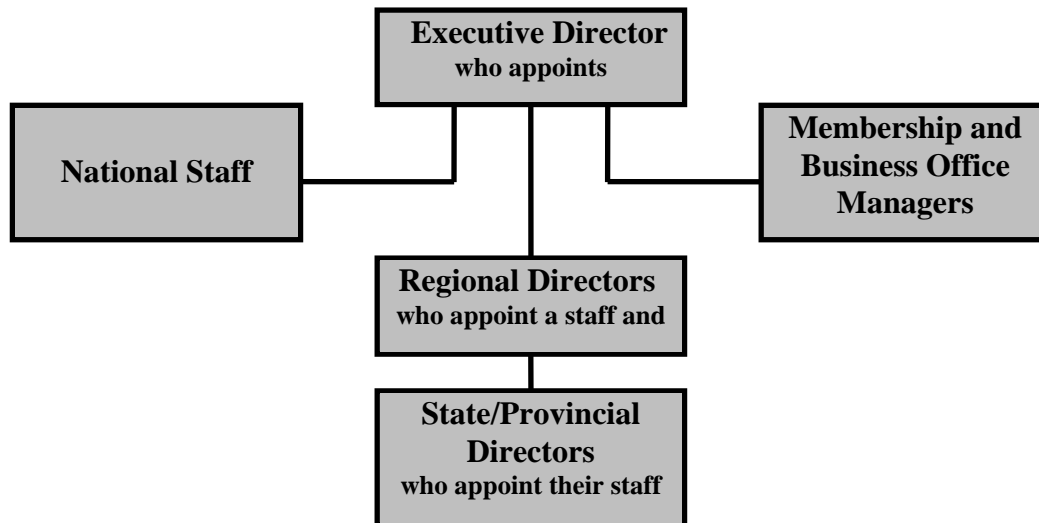 Executive Director
who appoints
National Staff
Membership and
Business Office
Managers
Regional Directors
who appoint a staff and
State/Provincial
Directors
who appoint their staff